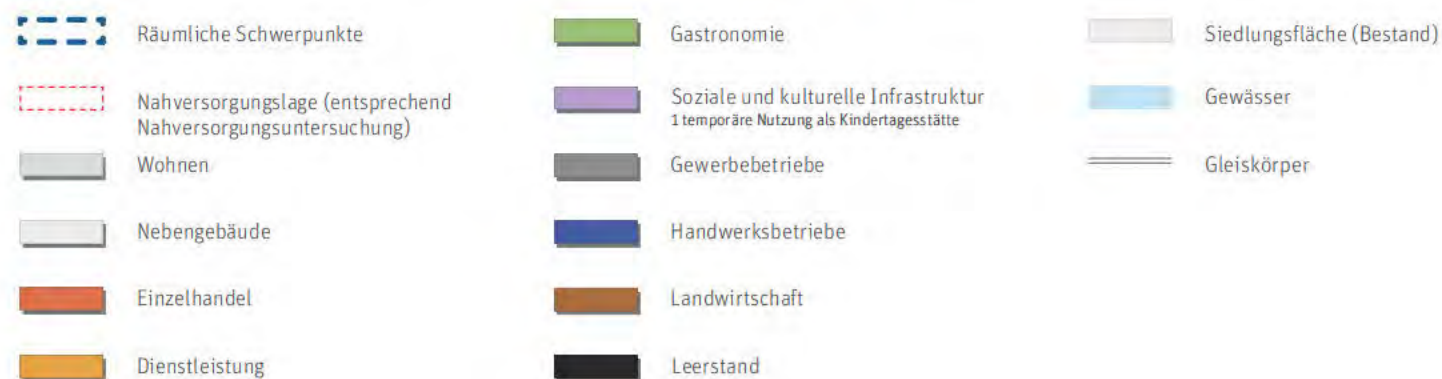 Räumliche Schwerpunkte
Nahversorgungslage (entsprechend
Nahversorgungsuntersuchung)
Wohnen
Nebengebäude
Einzelhandel
Dienstleistung
Gastronomie
Soziale und kulturelle Infrastruktur
1 temporäre Nutzung als Kindertagesstätte
Gewerbebetriebe
Handwerksbetriebe
Landwirtschaft
Leerstand
Siedlungsfläche (Bestand)
Gewässer
Gleiskörper